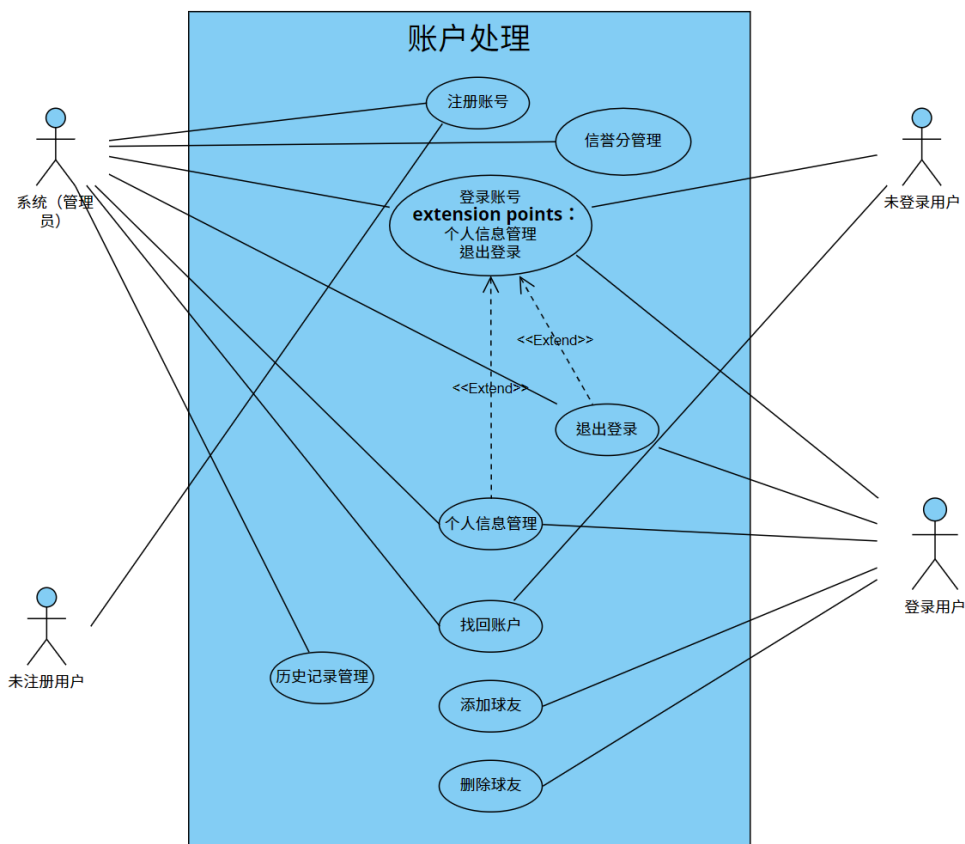 账户处理
注册账号
信誉分管理
系统（管理
员）
未登录用户
登录账号
extension points：
个人信息管理
退出登录
<<Extend>>
<<Extend>>
退出登录
个人信息管理
登录用户
找回账户
历史记录管理
未注册用户
添加球友
删除球友